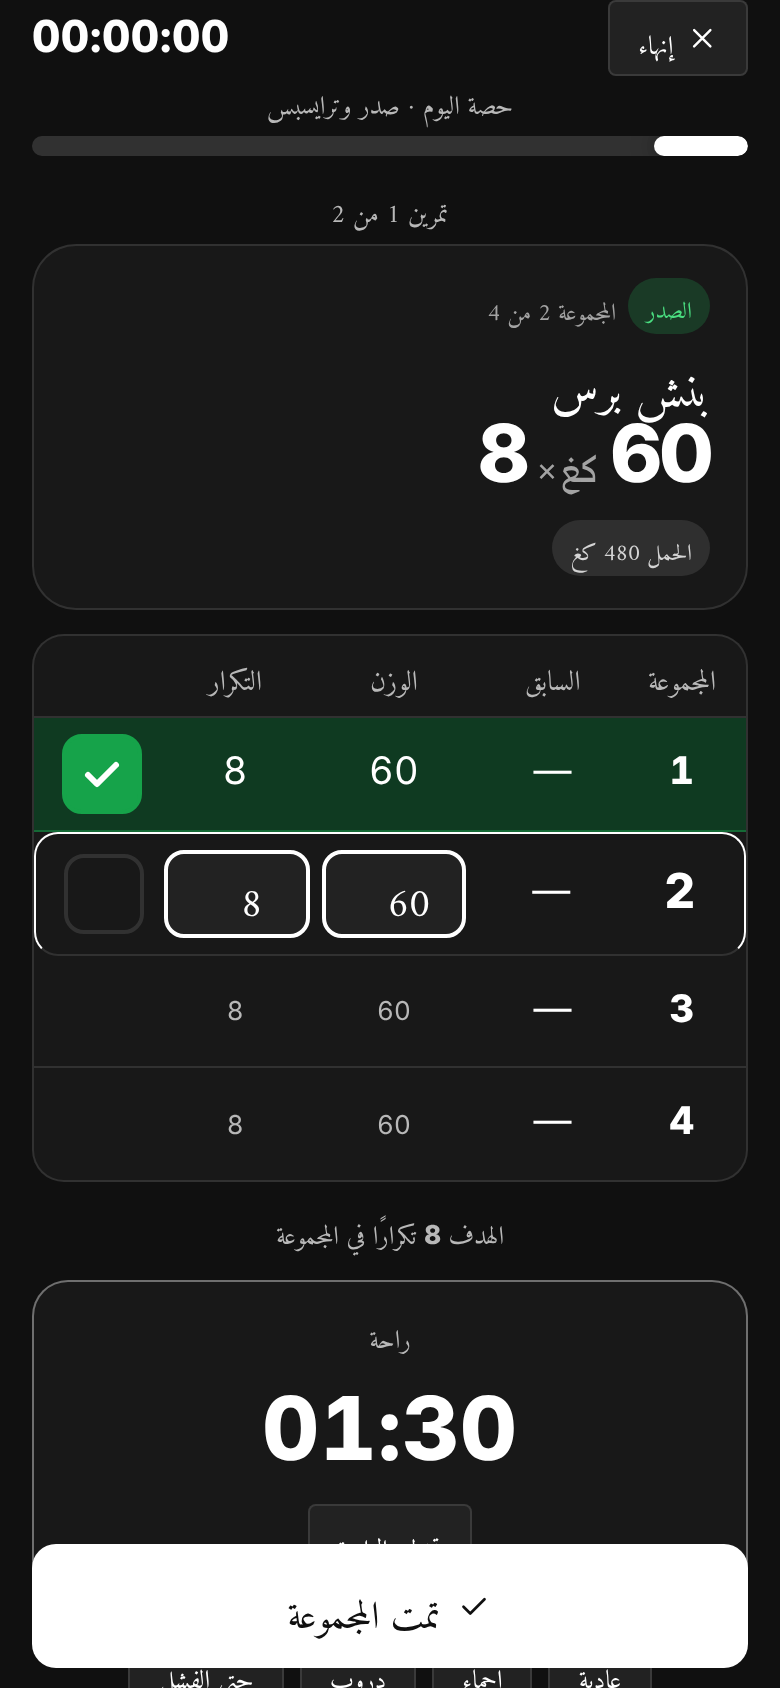 إنهاء 00:00:00
حصة اليوم · صدر وترايسبس
تمرين 1 من 2
الصدر المجموعة 2 من 4
بنش برس
60 كغ × 8
الحمل 480 كغ
المجموعة السابق الوزن التكرار
1 — 60 8
2 — 60 8
3 — 60 8
4 — 60 8
الهدف 8 تكرارًا في المجموعة
راحة
01:30
تمت المجموعة
عادية إحماء دروب حتى الفشل